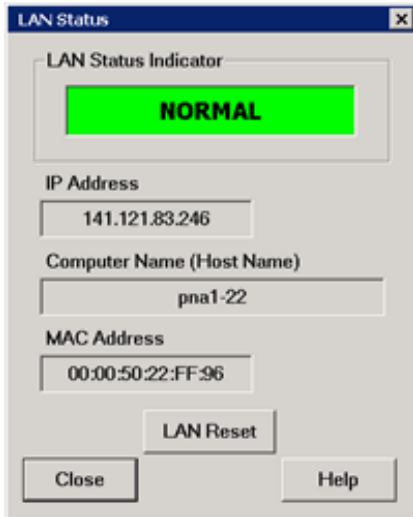 LAN Status
LAN Status Indicator
NORMAL
IP Address
141.121.83.246
Computer Name (Host Name)
pna1-22
MAC Address
00:00:50:22:FF:96
LAN Reset
Close Help